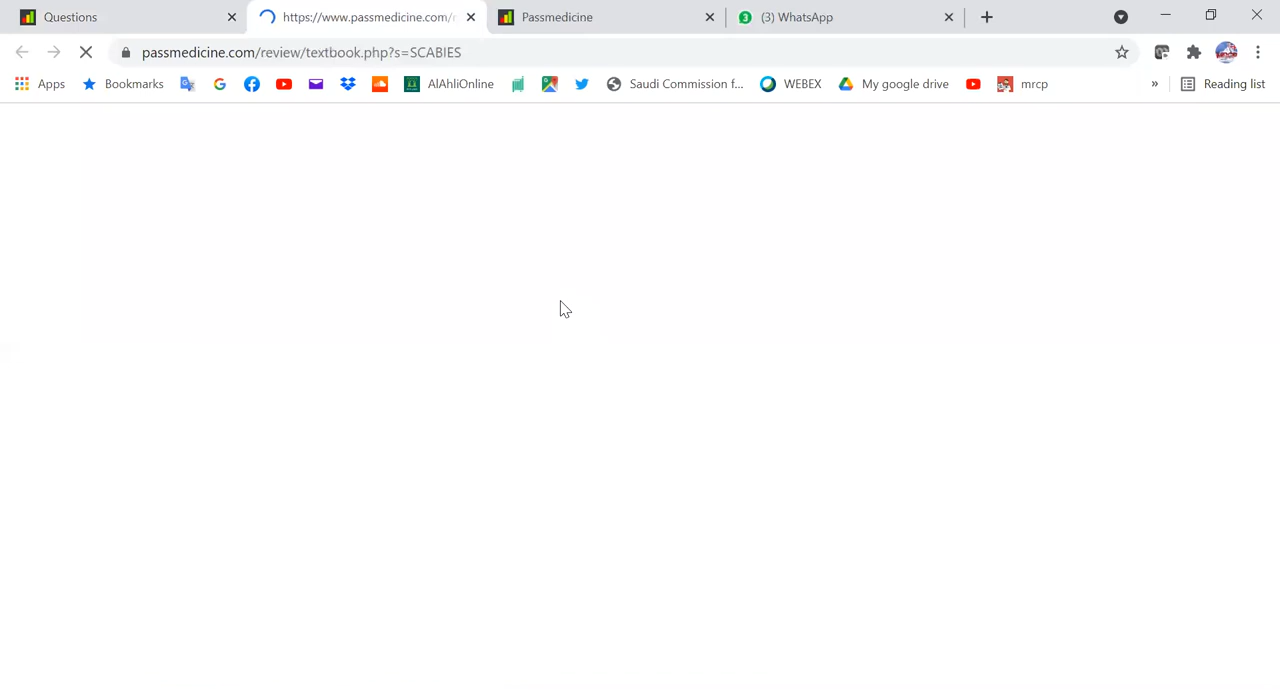 Questions
https://www.passmedicine.com/
Passmedicine
3
(3) WhatsApp
passmedicine.com/review/textbook.php?s=SCABIES
Apps
Bookmarks
AlAhliOnline
Saudi Commission f...
WEBEX
My google drive
mrcp
»
Reading list